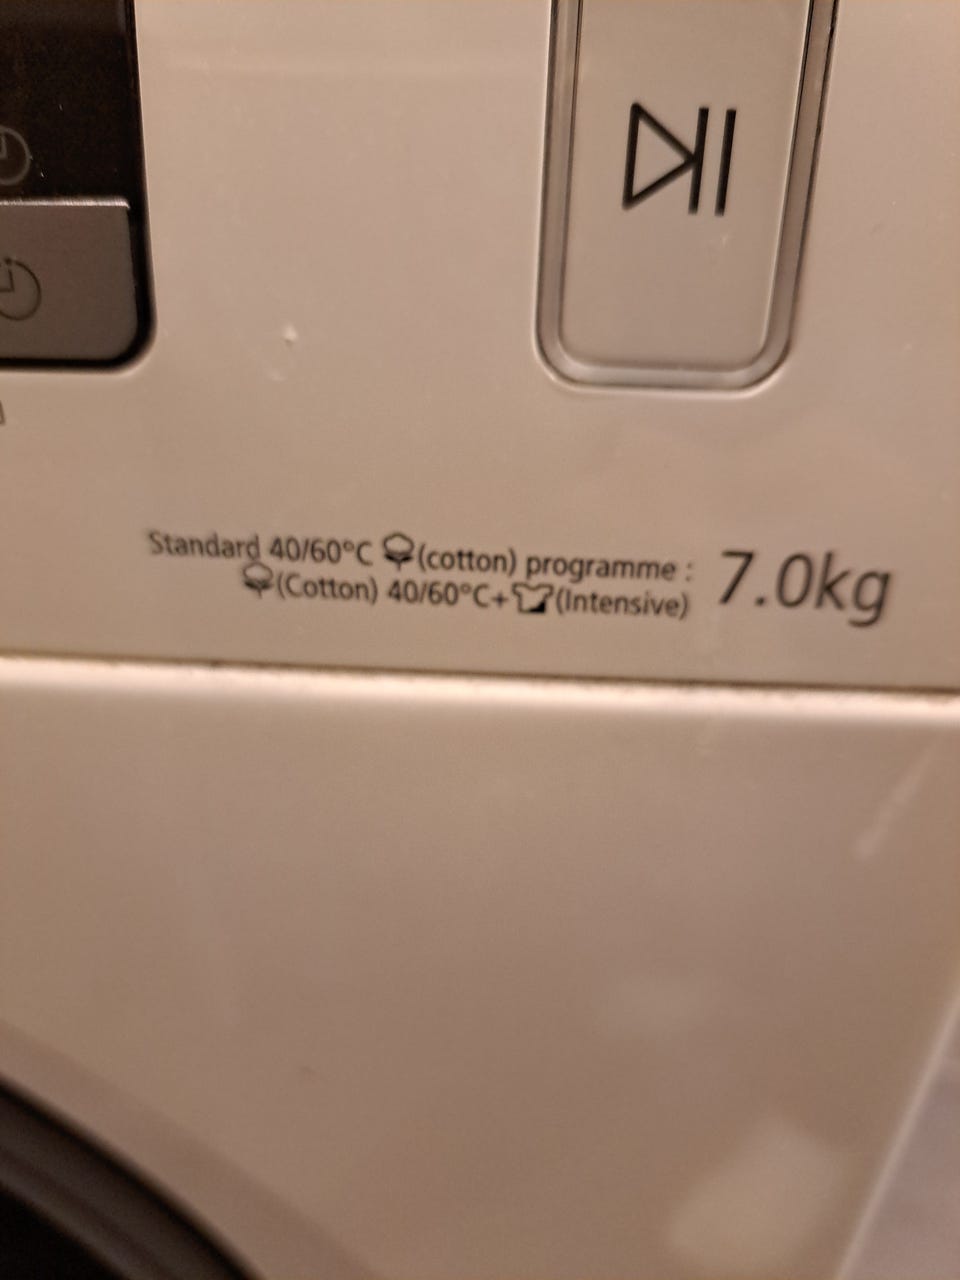 Standard 40/60°C (cotton) programme :
(Cotton) 40/60°C+ (Intensive)
7.0kg